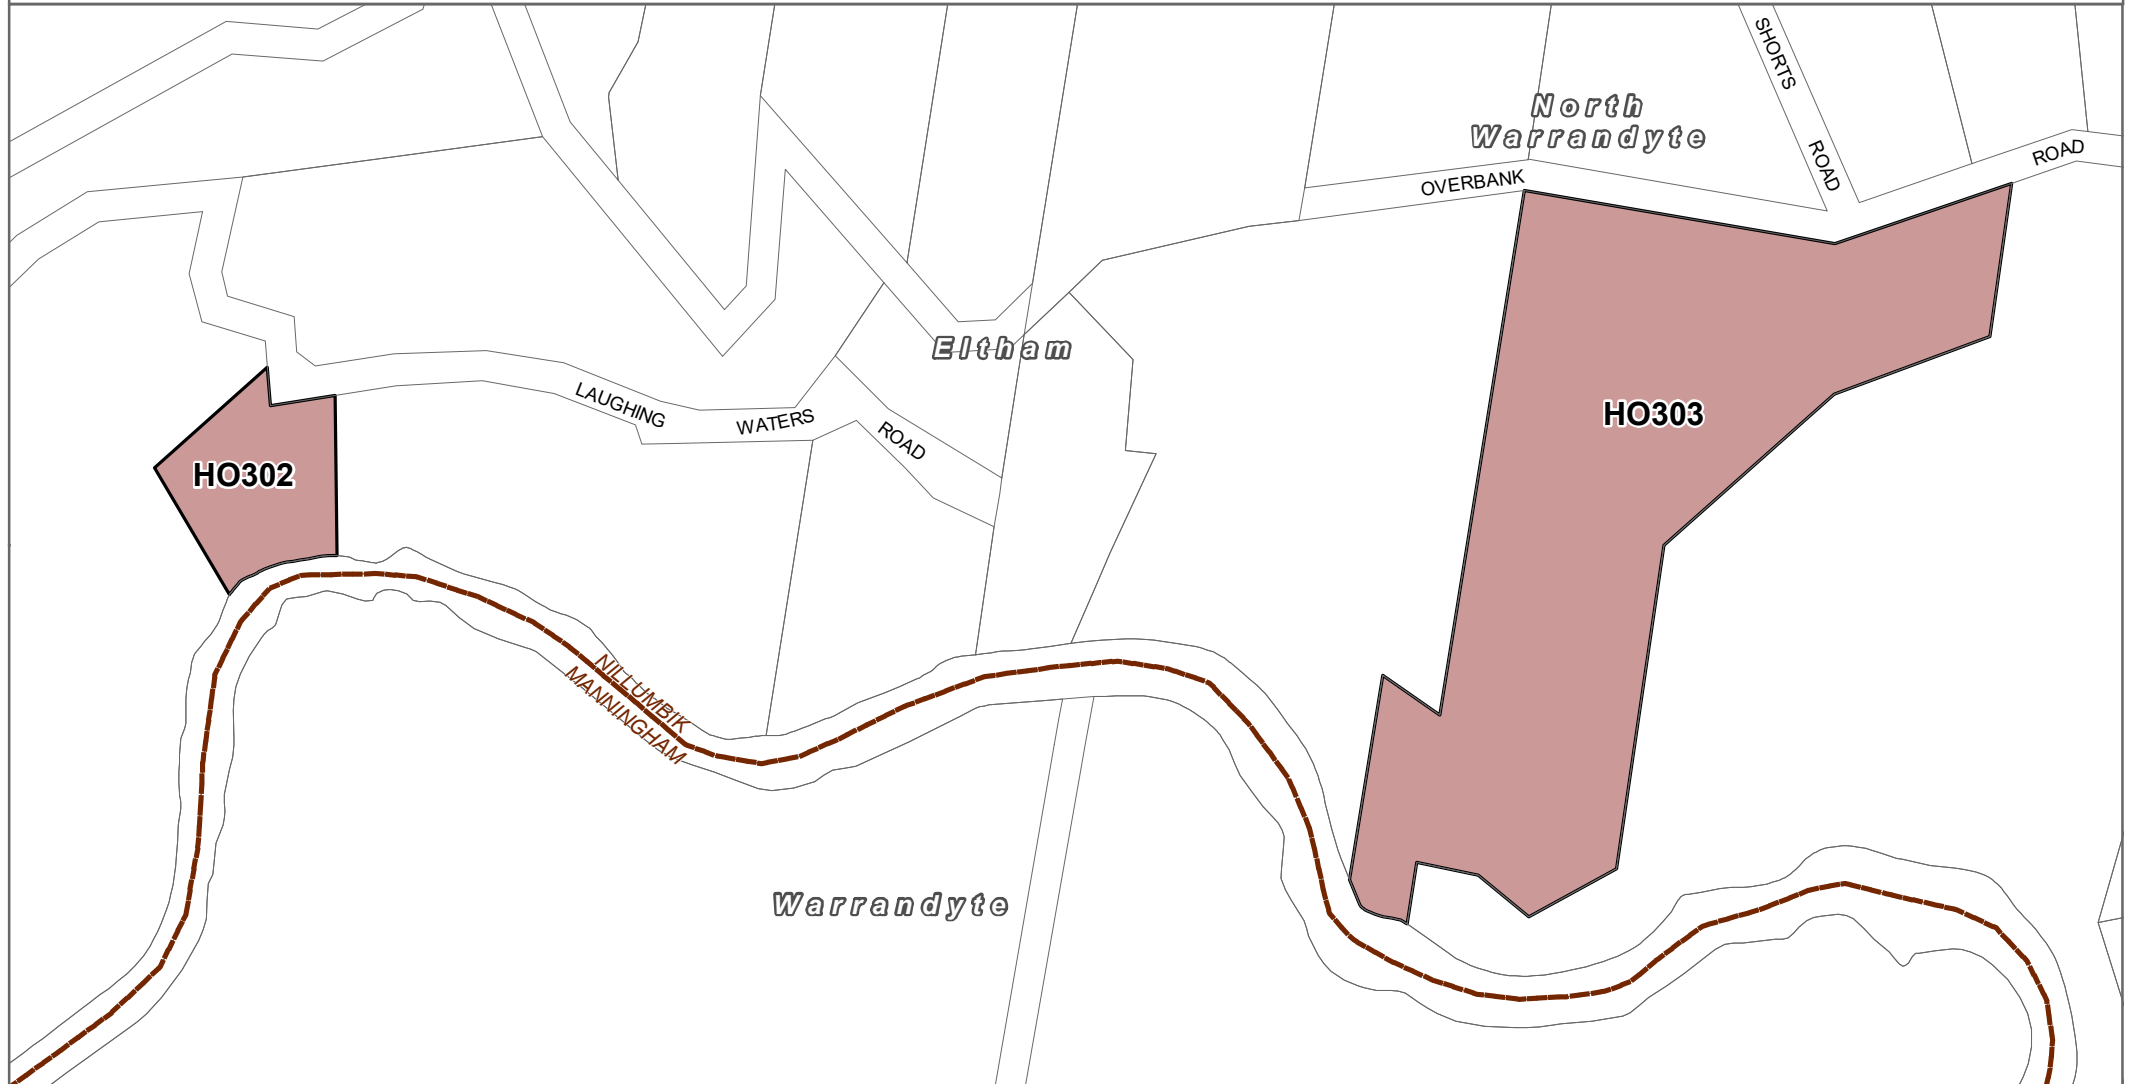 SHORTS
ROAD
North
Warrandyte
OVERBANK
ROAD
Eltham
LAUGHING
WATERS
ROAD
HO302
HO303
NILLUMBIK
MANNINGHAM
Warrandyte